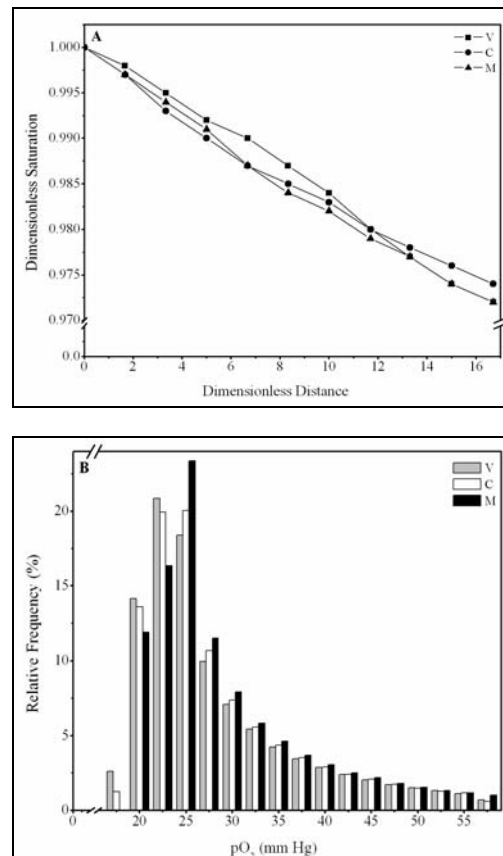 A
V
C
M
1.000
0.995
0.990
0.985
0.980
0.975
0.970
0.0
Dimensionless Saturation
0 2 4 6 8 10 12 14 16
Dimensionless Distance
B
V
C
M
20
15
10
5
0
Relative Frequency (%)
0 20 25 30 35 40 45 50 55
pO2 (mm Hg)